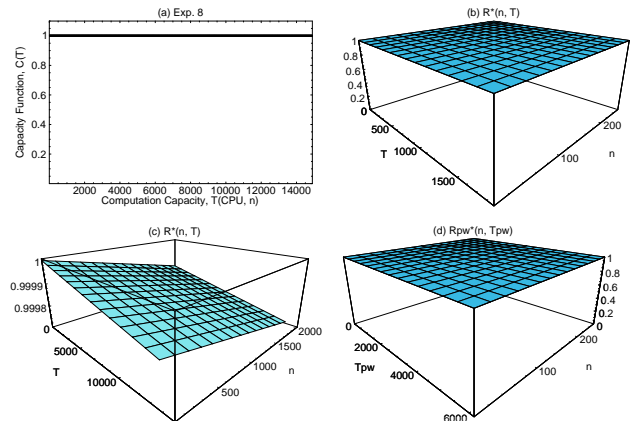 (a) Exp. 8
Capacity Function, C(T)
1
0.8
0.6
0.4
0.2
2000 4000 6000 8000 10000 12000 14000
Computation Capacity, T(CPU, n)
(b) R*(n, T)
1
0.8
0.6
0.4
0.2
0
500
1000
1500
T
100
200
n
(c) R*(n, T)
1
0.9999
0.9998
0
5000
10000
T
500
1000
1500
2000
n
(d) Rpw*(n, Tpw)
1
0.8
0.6
0.4
0.2
0
0
2000
4000
6000
Tpw
100
200
n